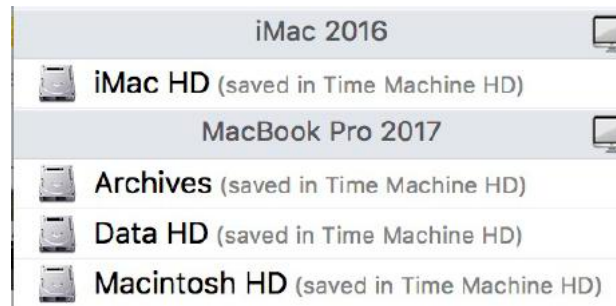 iMac 2016
iMac HD (saved in Time Machine HD)
MacBook Pro 2017
Archives (saved in Time Machine HD)
Data HD (saved in Time Machine HD)
Macintosh HD (saved in Time Machine HD)